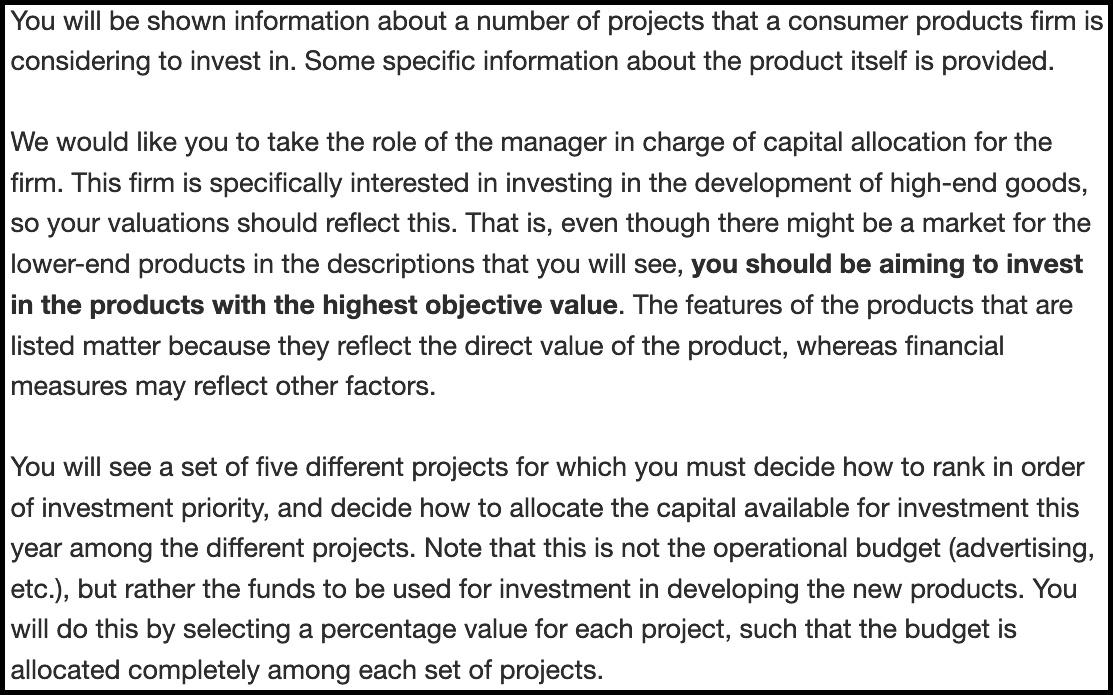 You will be shown information about a number of projects that a consumer products firm is
considering to invest in. Some specific information about the product itself is provided.
We would like you to take the role of the manager in charge of capital allocation for the
firm. This firm is specifically interested in investing in the development of high-end goods,
so your valuations should reflect this. That is, even though there might be a market for the
lower-end products in the descriptions that you will see, you should be aiming to invest
in the products with the highest objective value. The features of the products that are
listed matter because they reflect the direct value of the product, whereas financial
measures may reflect other factors.
You will see a set of five different projects for which you must decide how to rank in order
of investment priority, and decide how to allocate the capital available for investment this
year among the different projects. Note that this is not the operational budget (advertising,
etc.), but rather the funds to be used for investment in developing the new products. You
will do this by selecting a percentage value for each project, such that the budget is
allocated completely among each set of projects.